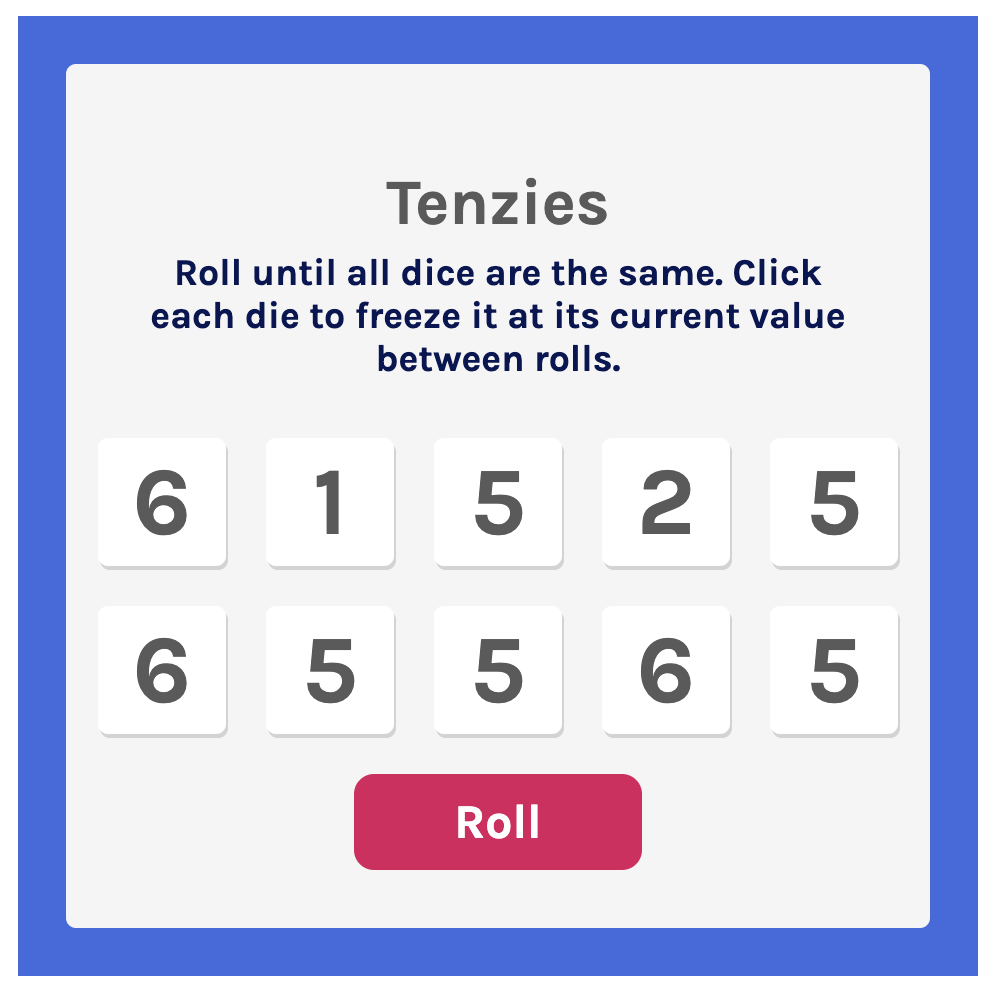 Tenzies
Roll until all dice are the same. Click
each die to freeze it at its current value
between rolls.
6 1 5 2 5
6 5 5 6 5
Roll